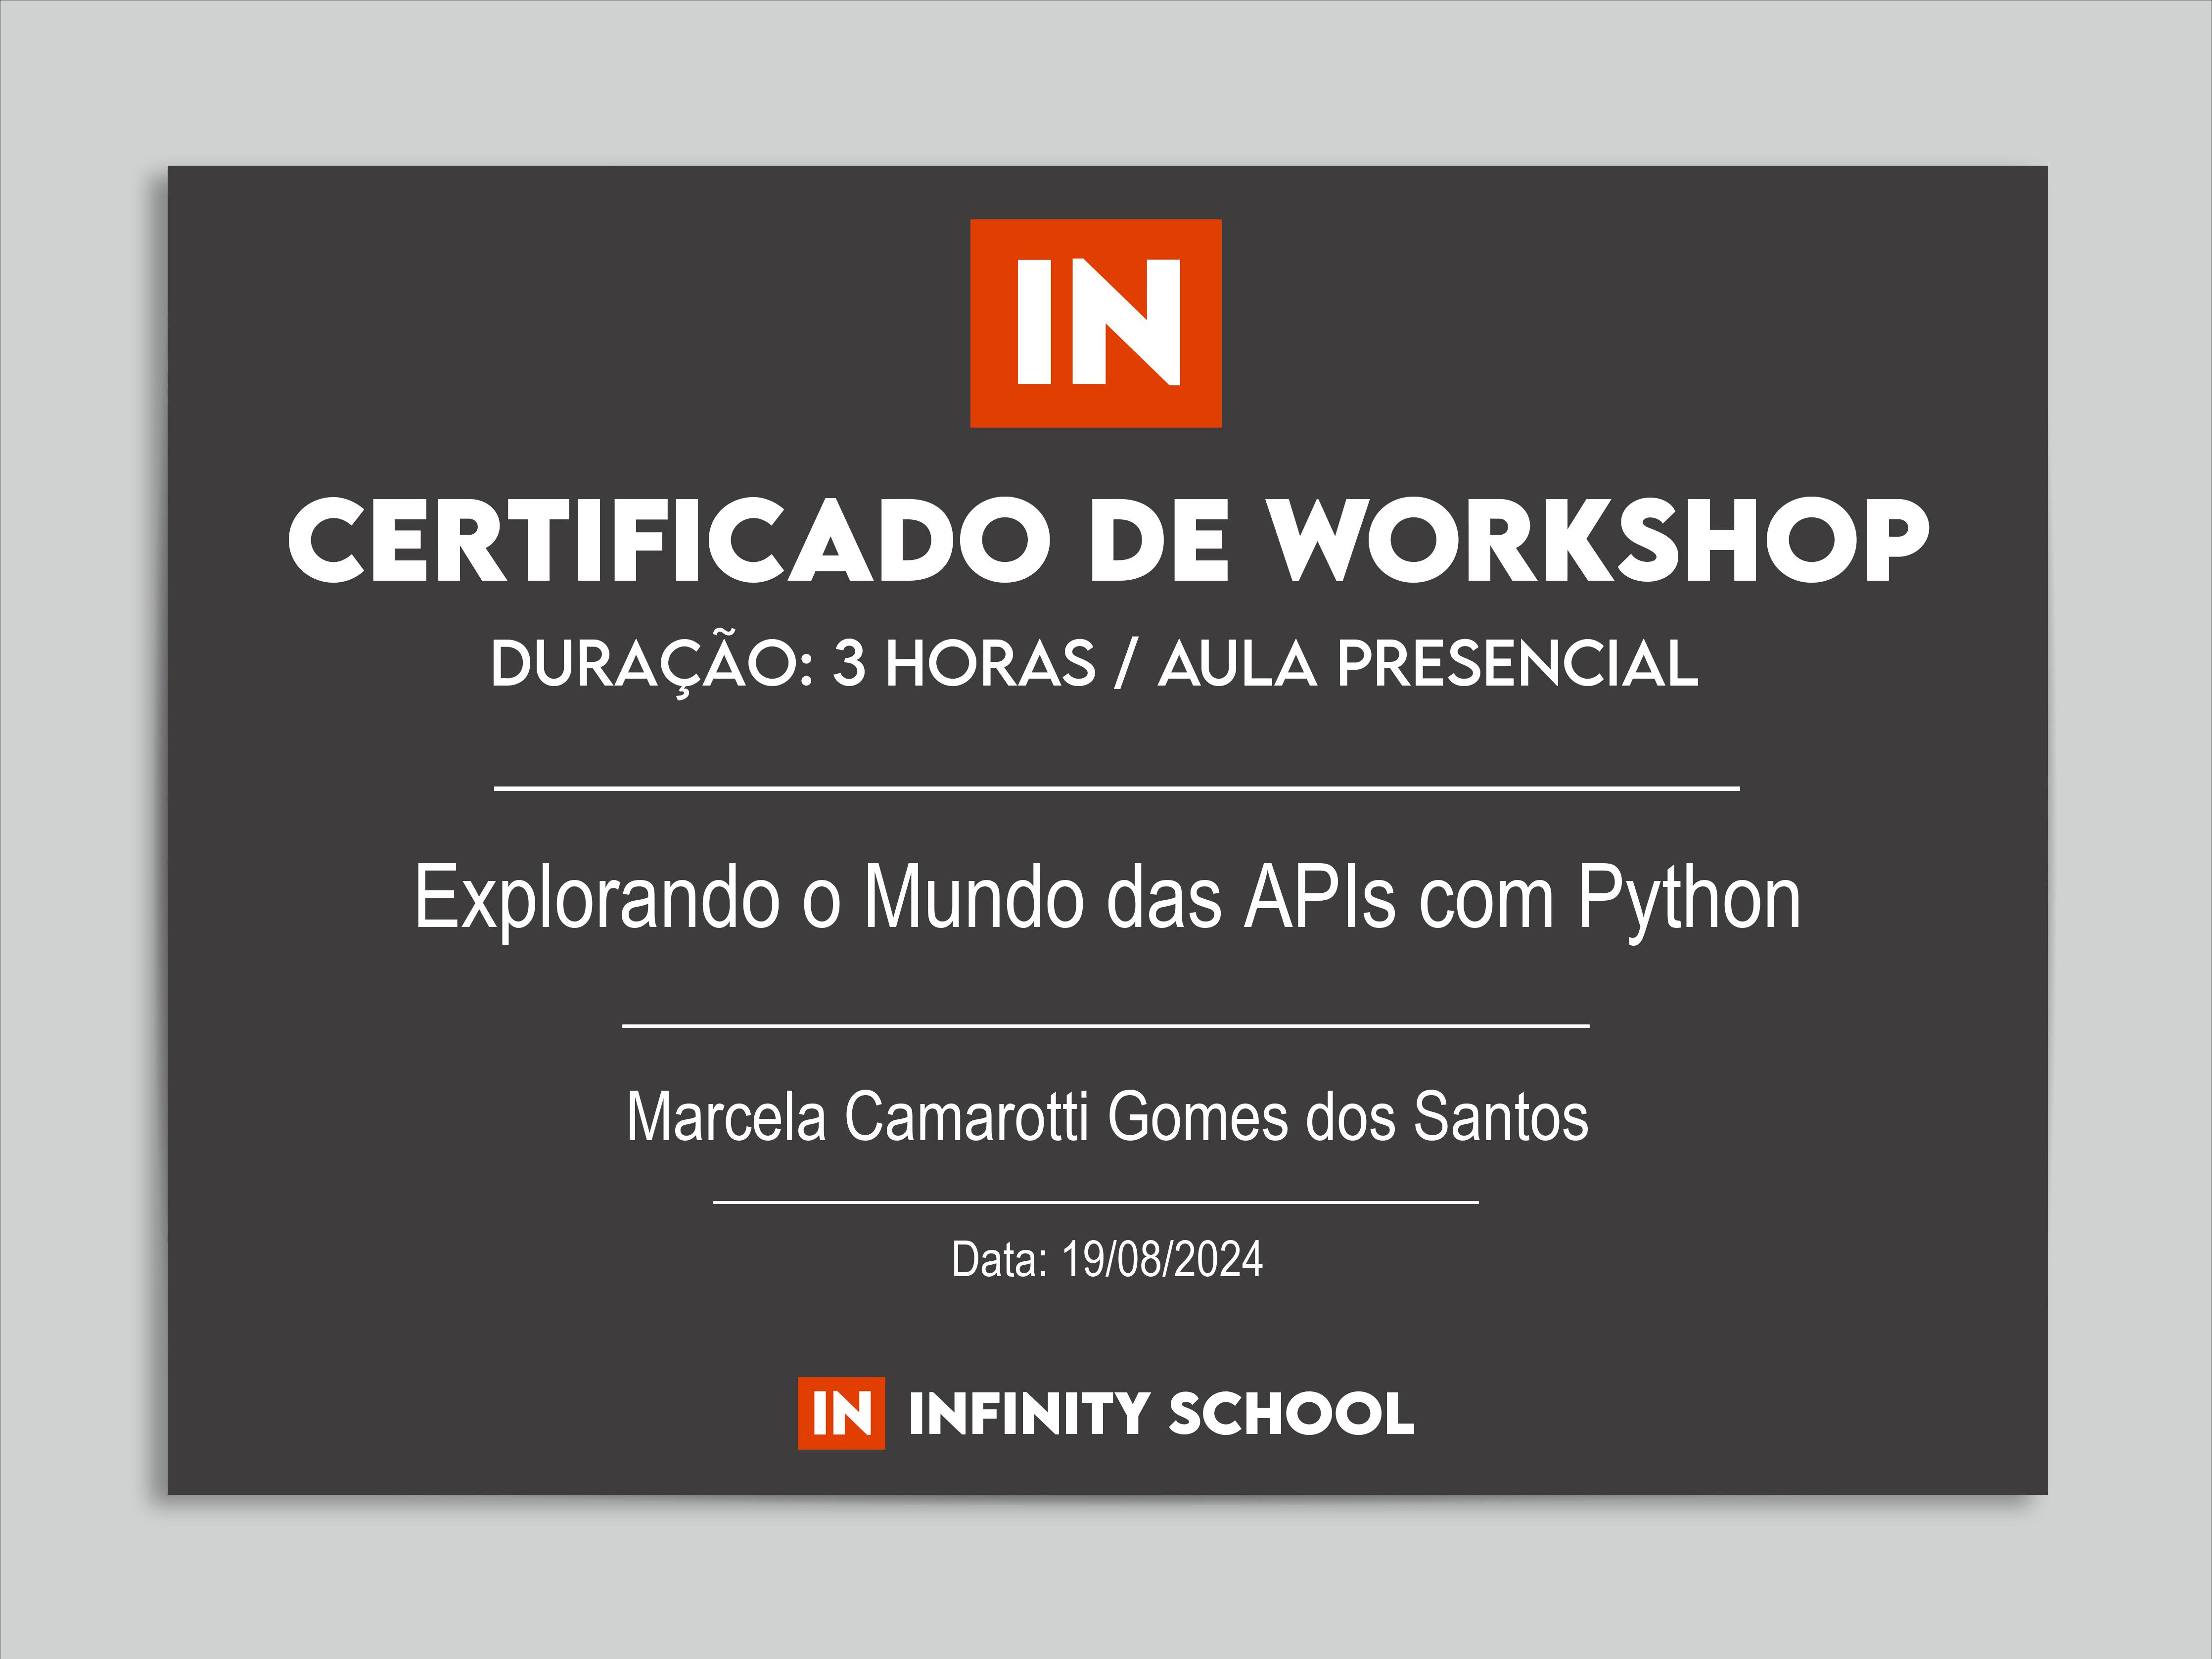 IN
CERTIFICADO DE WORKSHOP
DURAÇÃO: 3 HORAS / AULA PRESENCIAL
Explorando o Mundo das APIs com Python
Marcela Camarotti Gomes dos Santos
Data: 19/08/2024
IN INFINITY SCHOOL